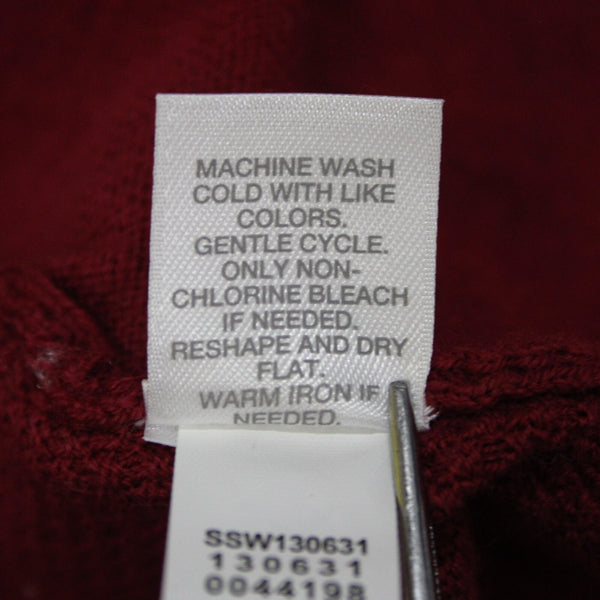 MACHINE WASH
COLD WITH LIKE
COLORS.
GENTLE CYCLE.
ONLY NON-
CHLORINE BLEACH
IF NEEDED.
RESHAPE AND DRY
FLAT.
WARM IRON IF
NEEDED.
SSW130631
130631
0044198